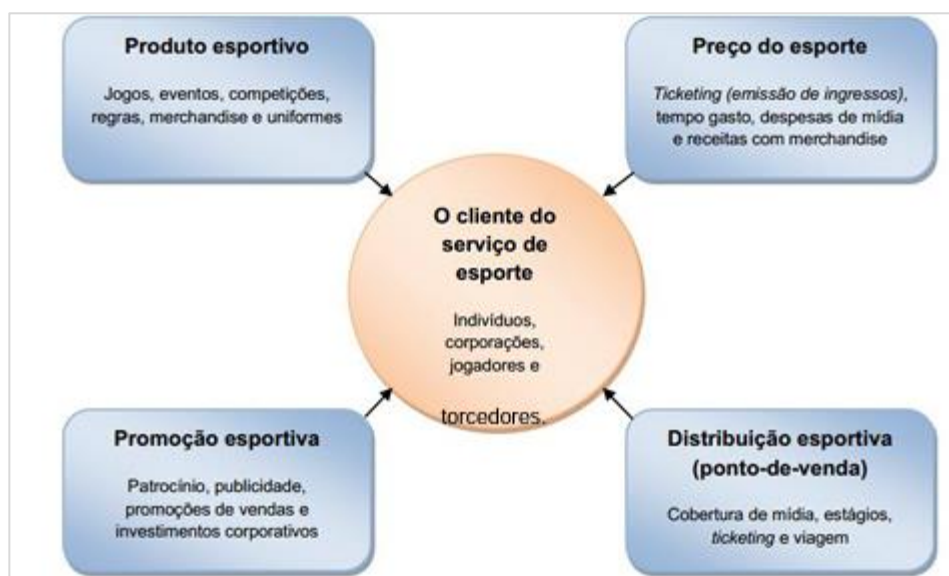 Produto esportivo
Jogos, eventos, competições,
regras, merchandise e uniformes
Preço do esporte
Ticketing (emissão de ingressos),
tempo gasto, despesas de mídia
e receitas com merchandise
O cliente do
serviço de
esporte
Indivíduos,
corporações,
jogadores e
torcedores.
Promoção esportiva
Patrocínio, publicidade,
promoções de vendas e
investimentos corporativos
Distribuição esportiva
(ponto-de-venda)
Cobertura de mídia, estágios,
ticketing e viagem